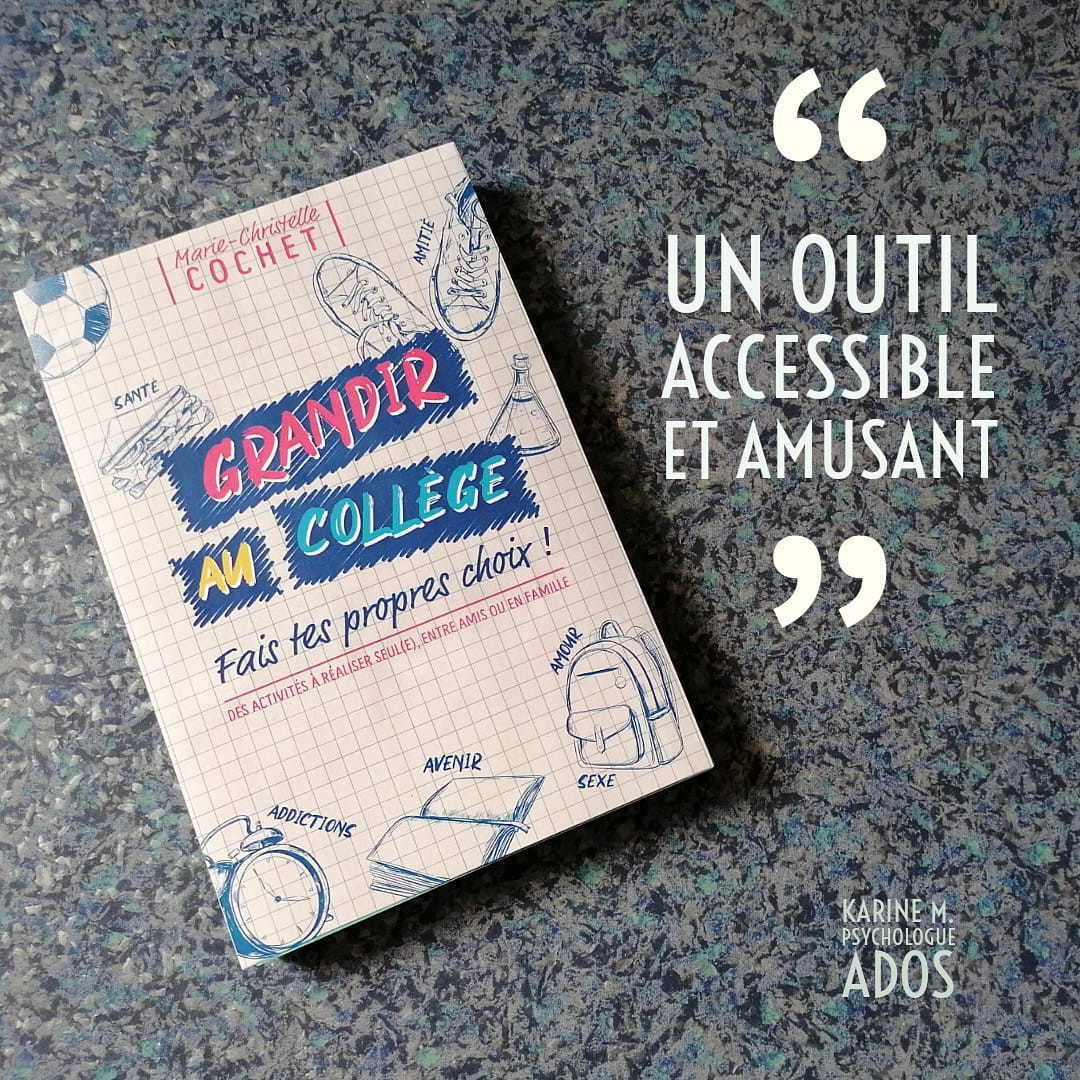 Marie-Christelle
COCHET
AMITIÉ
SANTÉ
GRANDIR
AU COLLÈGE
Fais tes propres choix !
DES ACTIVITÉS À RÉALISER SEUL(E), ENTRE AMIS OU EN FAMILLE
AMOUR
SEXE
AVENIR
ADDICTIONS
“
UN OUTIL
ACCESSIBLE
ET AMUSANT
”
KARINE M.
PSYCHOLOGUE
ADOS